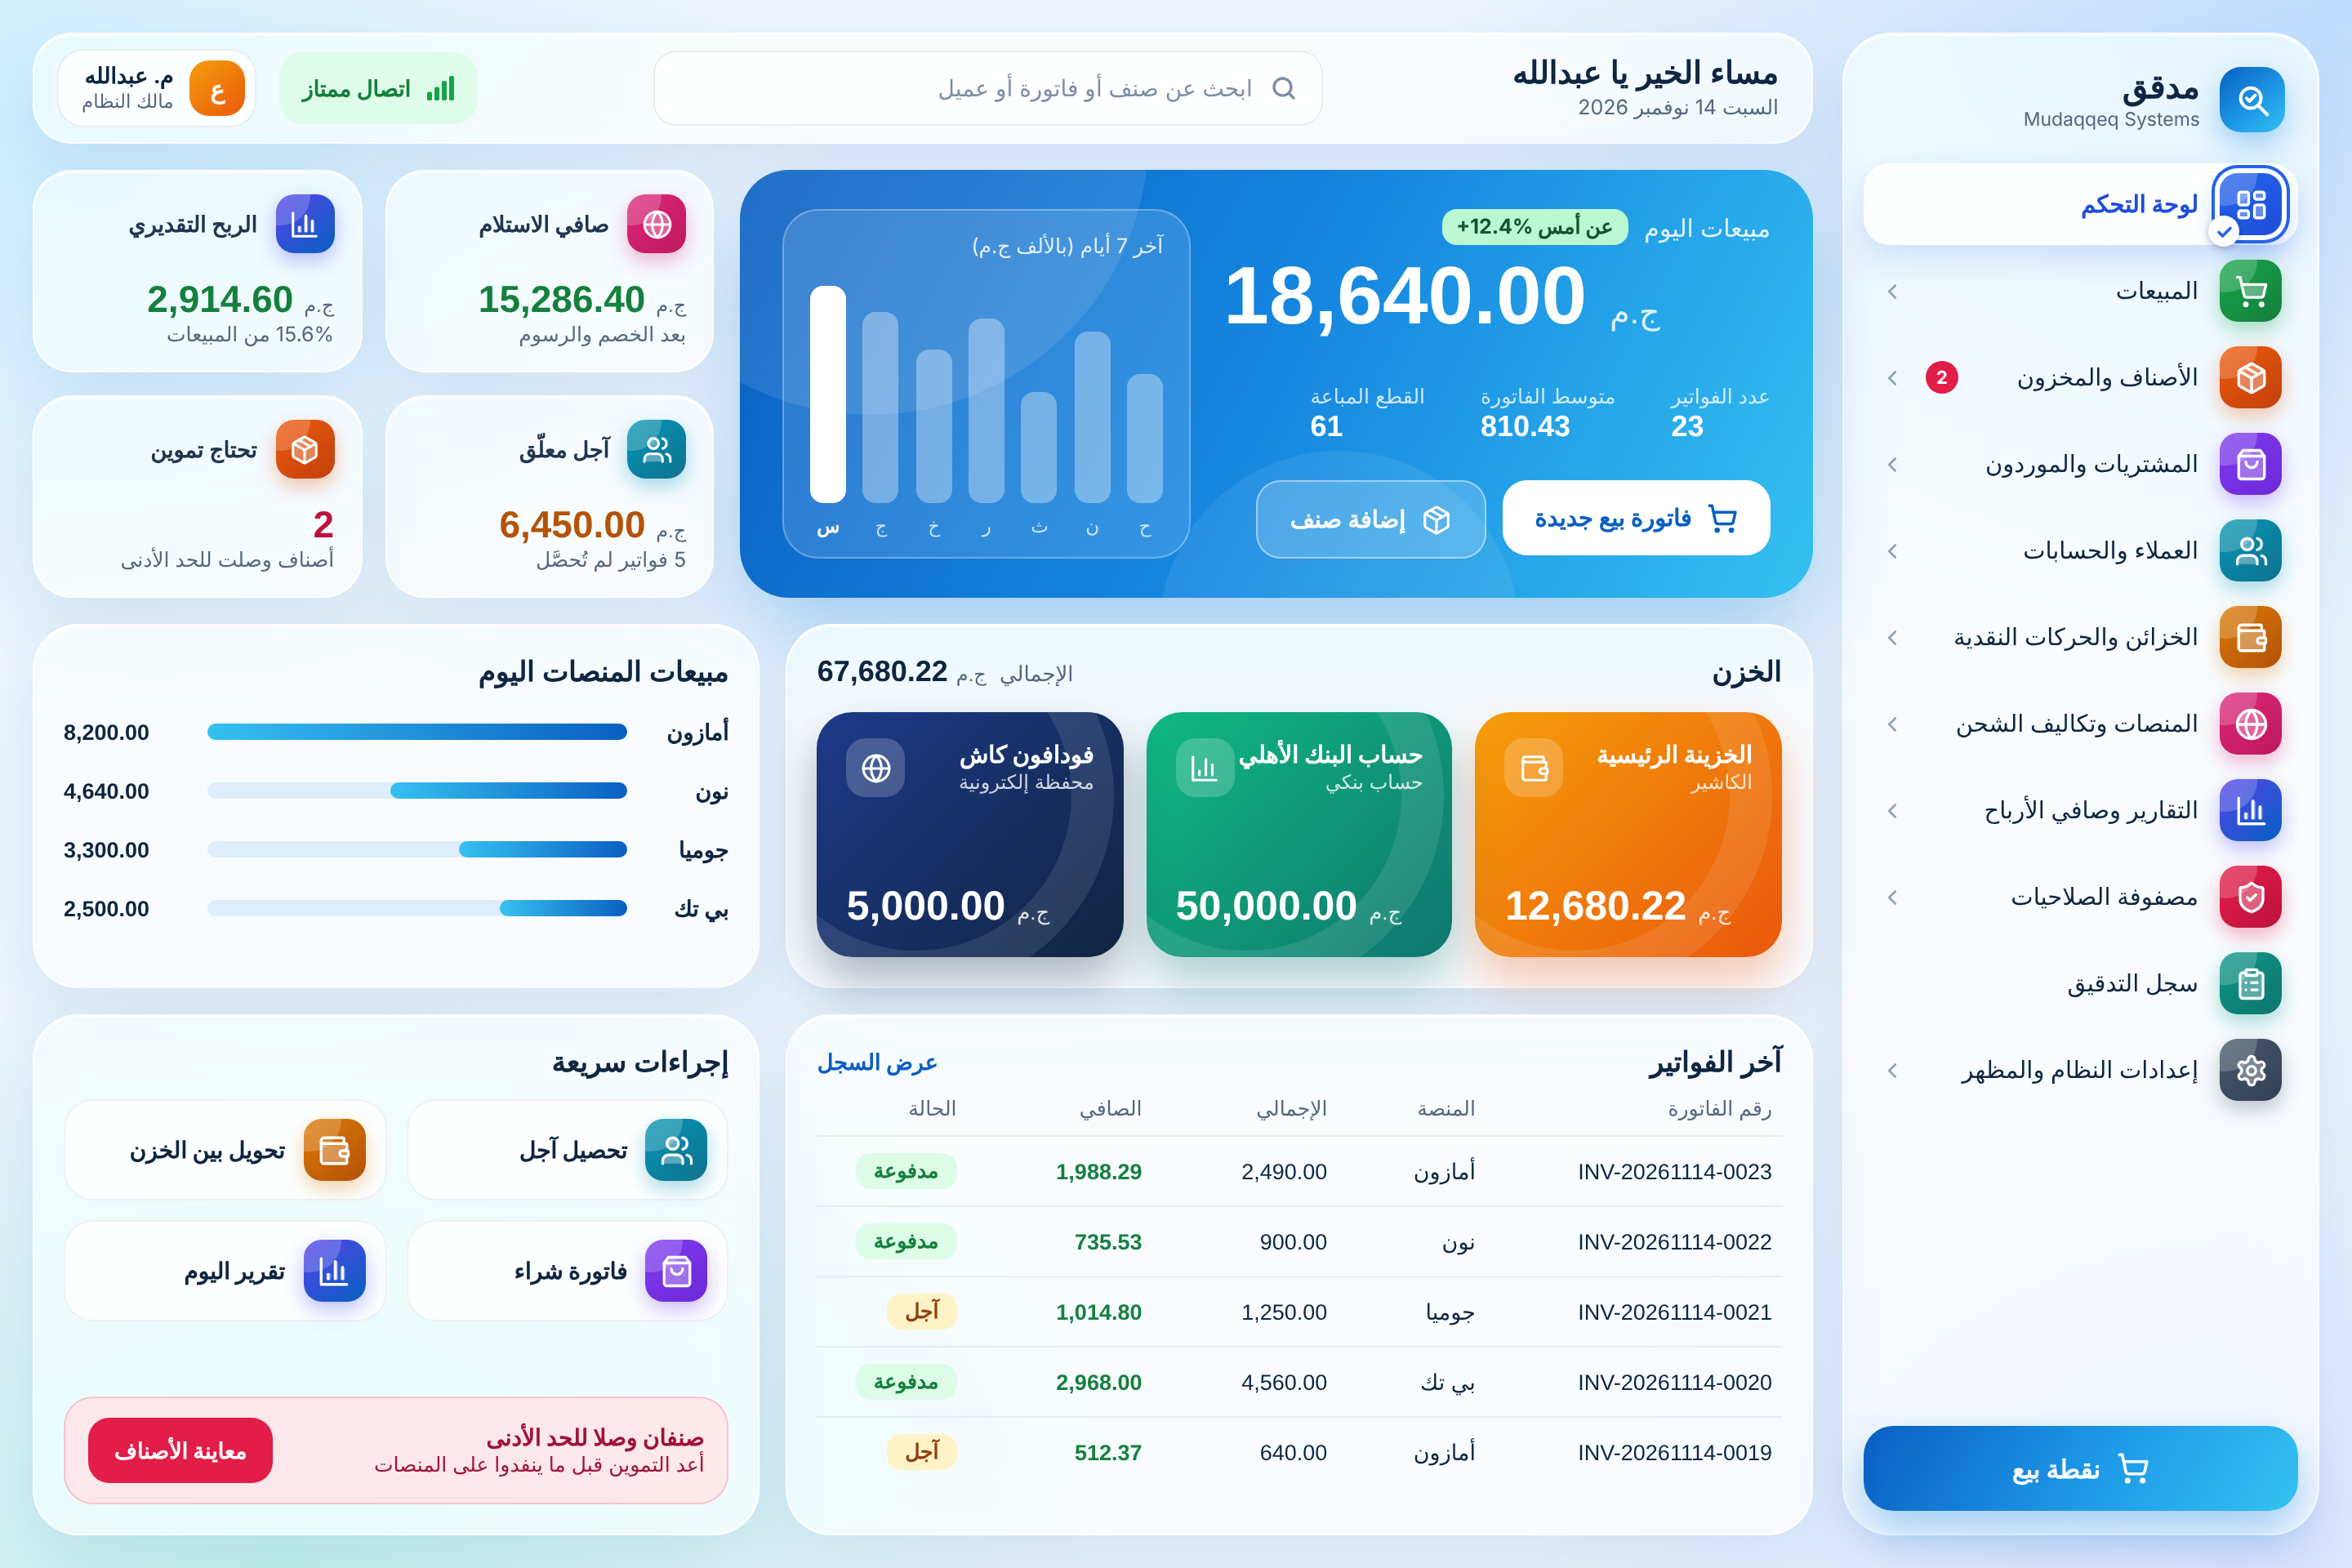 مدقق
Mudaqqeq Systems
لوحة التحكم
المبيعات
الأصناف والمخزون
2
المشتريات والموردون
العملاء والحسابات
الخزائن والحركات النقدية
المنصات وتكاليف الشحن
التقارير وصافي الأرباح
مصفوفة الصلاحيات
سجل التدقيق
إعدادات النظام والمظهر
نقطة بيع
مساء الخير يا عبدالله
السبت 14 نوفمبر 2026
ابحث عن صنف أو فاتورة أو عميل
اتصال ممتاز
ع
م. عبدالله
مالك النظام
مبيعات اليوم
+12.4% عن أمس
18,640.00 ج.م
عدد الفواتير
23
متوسط الفاتورة
810.43
القطع المباعة
61
فاتورة بيع جديدة
إضافة صنف
آخر 7 أيام (بالألف ج.م)
ح ن ث ر خ ج س
صافي الاستلام
15,286.40 ج.م
بعد الخصم والرسوم
الربح التقديري
2,914.60 ج.م
15.6% من المبيعات
آجل معلّق
6,450.00 ج.م
5 فواتير لم تُحصَّل
تحتاج تموين
2
أصناف وصلت للحد الأدنى
الخزن
الإجمالي 67,680.22 ج.م
الخزينة الرئيسية
الكاشير
12,680.22 ج.م
حساب البنك الأهلي
حساب بنكي
50,000.00 ج.م
فودافون كاش
محفظة إلكترونية
5,000.00 ج.م
مبيعات المنصات اليوم
أمازون 8,200.00
نون 4,640.00
جوميا 3,300.00
بي تك 2,500.00
آخر الفواتير
عرض السجل
رقم الفاتورة المنصة الإجمالي الصافي الحالة
INV-20261114-0023 أمازون 2,490.00 1,988.29 مدفوعة
INV-20261114-0022 نون 900.00 735.53 مدفوعة
INV-20261114-0021 جوميا 1,250.00 1,014.80 آجل
INV-20261114-0020 بي تك 4,560.00 2,968.00 مدفوعة
INV-20261114-0019 أمازون 640.00 512.37 آجل
إجراءات سريعة
تحصيل آجل
تحويل بين الخزن
فاتورة شراء
تقرير اليوم
صنفان وصلا للحد الأدنى
أعد التموين قبل ما ينفدوا على المنصات
معاينة الأصناف